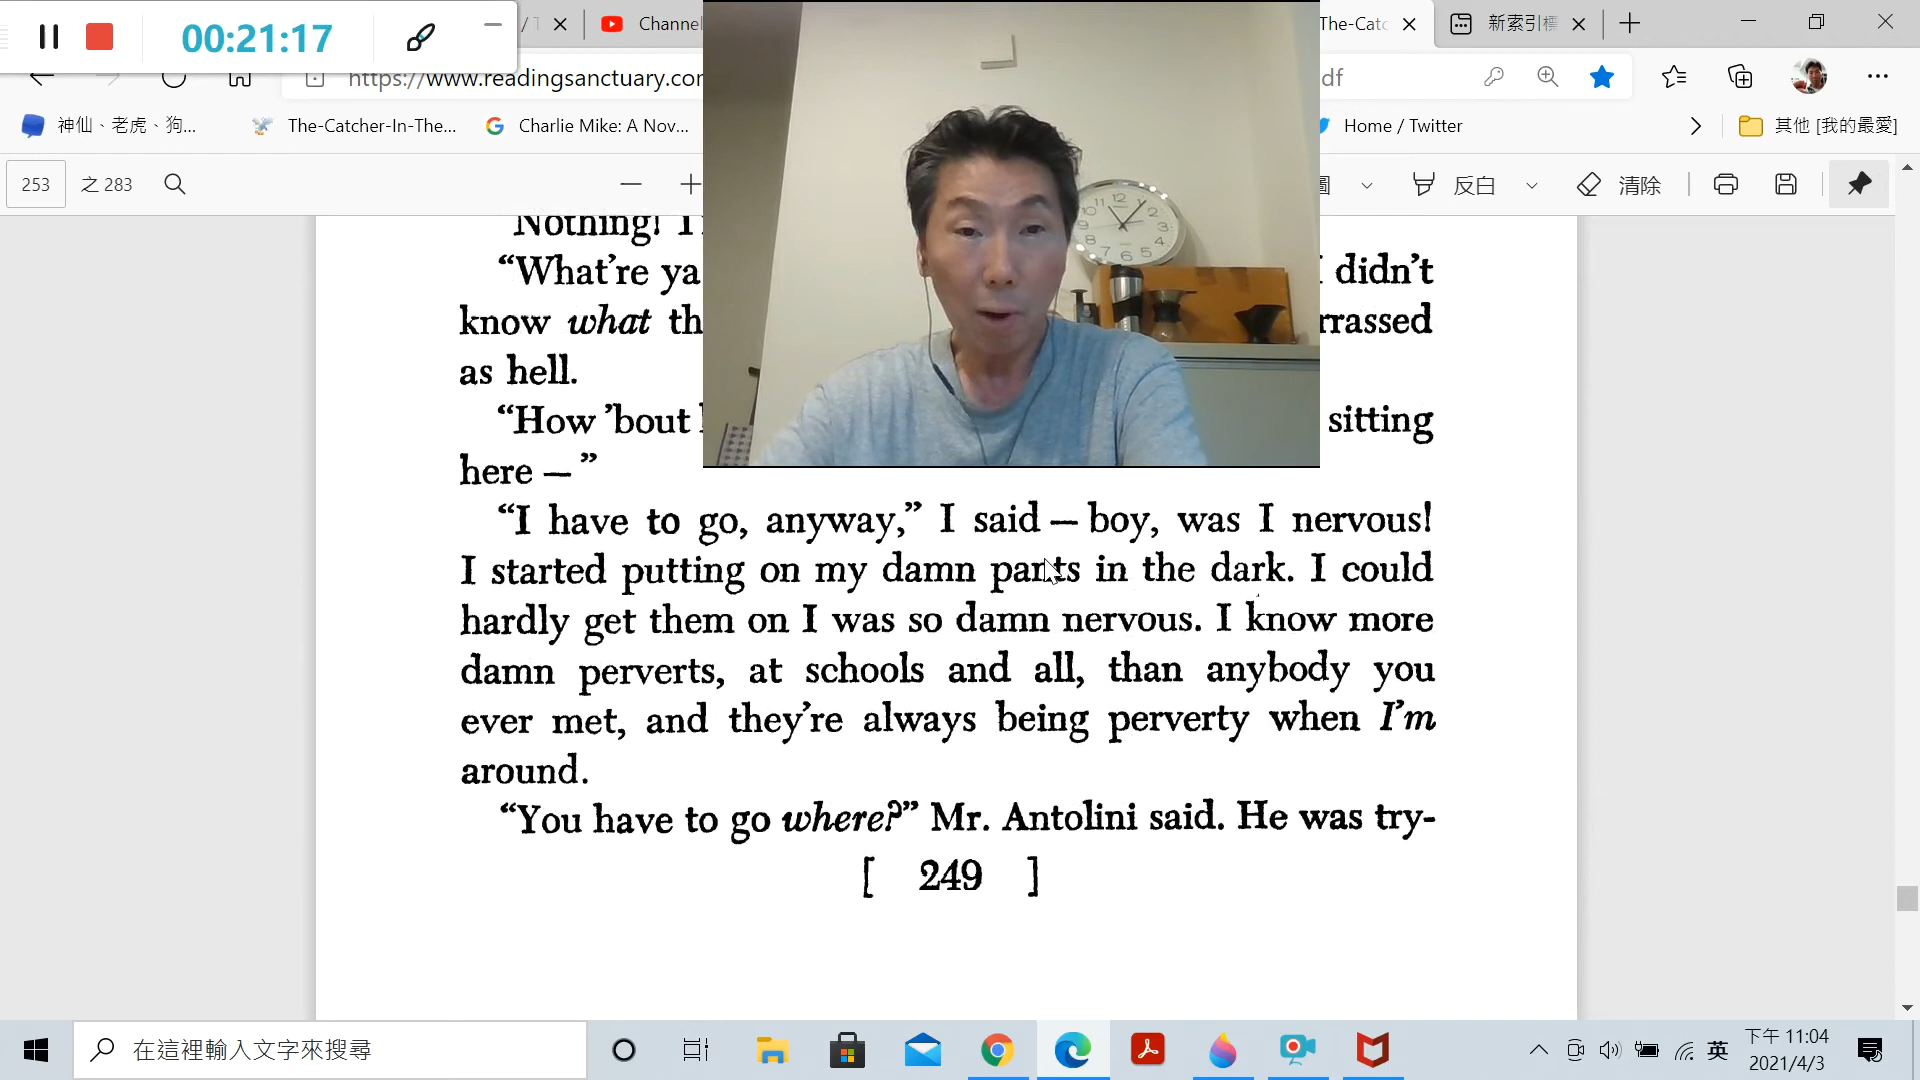 00:21:17
Channel
The-Catc
新索引標
https://www.readingsanctuary.com
df
神仙、老虎、狗...
The-Catcher-In-The...
Charlie Mike: A Nov...
Home / Twitter
其他 [我的最愛]
253
之 283
圖
反白
清除
"Nothing!
"What're ya
I didn't
know what th
rrassed
as hell.
"How 'bout
sitting
here — "
"I have to go, anyway," I said — boy, was I nervous!
I started putting on my damn pants in the dark. I could
hardly get them on I was so damn nervous. I know more
damn perverts, at schools and all, than anybody you
ever met, and they're always being perverty when I'm
around.
"You have to go where?" Mr. Antolini said. He was try-
[ 249 ]
在這裡輸入文字來搜尋
英
下午 11:04
2021/4/3